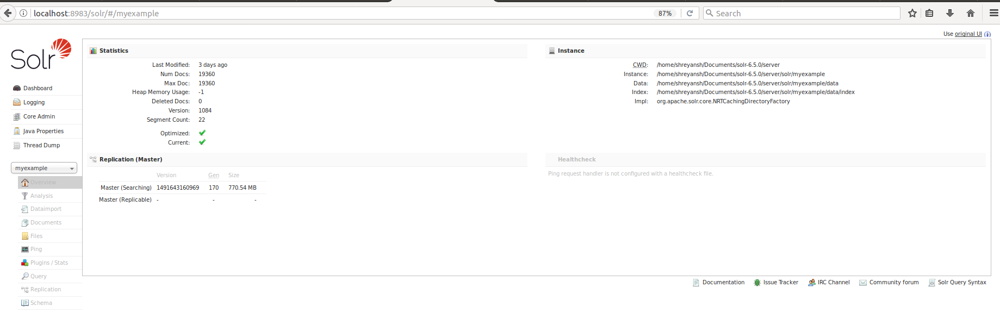 localhost:8983/solr/#/myexample
87%
Search
Use original UI
Solr
Dashboard
Logging
Core Admin
Java Properties
Thread Dump
myexample
Overview
Analysis
Dataimport
Documents
Files
Ping
Plugins / Stats
Query
Replication
Schema
Statistics
Last Modified: 3 days ago
Num Docs: 19360
Max Doc: 19360
Heap Memory Usage: -1
Deleted Docs: 0
Version: 1084
Segment Count: 22
Optimized:
Current:
Instance
CWD: /home/shreyansh/Documents/solr-6.5.0/server
Instance: /home/shreyansh/Documents/solr-6.5.0/server/solr/myexample
Data: /home/shreyansh/Documents/solr-6.5.0/server/solr/myexample/data
Index: /home/shreyansh/Documents/solr-6.5.0/server/solr/myexample/data/index
Impl: org.apache.solr.core.NRTCachingDirectoryFactory
Replication (Master)
Version Gen Size
Master (Searching) 1491643160969 170 770.54 MB
Master (Replicable) - - -
Healthcheck
Ping request handler is not configured with a healthcheck file.
Documentation Issue Tracker IRC Channel Community forum Solr Query Syntax